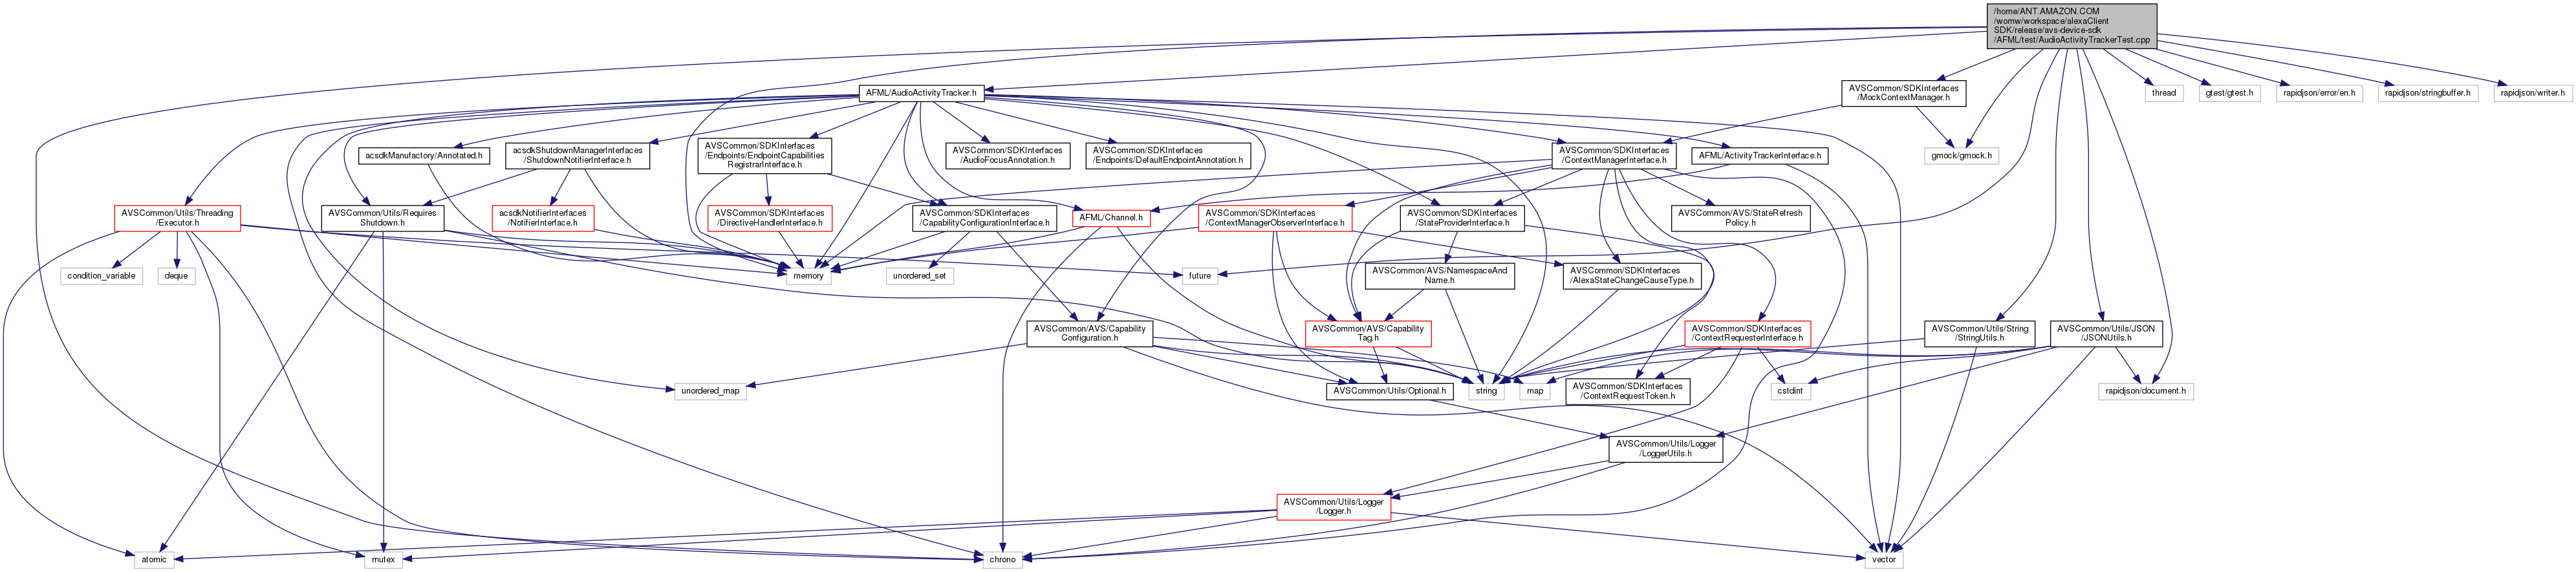 /home/ANT.AMAZON.COM
/womw/workspace/alexaClient
SDK/release/avs-device-sdk
/AFML/test/AudioActivityTrackerTest.cpp
AFML/AudioActivityTracker.h
AVSCommon/SDKInterfaces
/MockContextManager.h
thread
gtest/gtest.h
rapidjson/error/en.h
rapidjson/stringbuffer.h
rapidjson/writer.h
acsdkManufactory/Annotated.h
acsdkShutdownManagerInterfaces
/ShutdownNotifierInterface.h
AVSCommon/SDKInterfaces
/Endpoints/EndpointCapabilities
RegistrarInterface.h
AVSCommon/SDKInterfaces
/AudioFocusAnnotation.h
AVSCommon/SDKInterfaces
/Endpoints/DefaultEndpointAnnotation.h
AVSCommon/SDKInterfaces
/ContextManagerInterface.h
AFML/ActivityTrackerInterface.h
gmock/gmock.h
AVSCommon/Utils/Threading
/Executor.h
AVSCommon/Utils/Requires
Shutdown.h
acsdkNotifierInterfaces
/NotifierInterface.h
AVSCommon/SDKInterfaces
/DirectiveHandlerInterface.h
AVSCommon/SDKInterfaces
/CapabilityConfigurationInterface.h
AFML/Channel.h
AVSCommon/SDKInterfaces
/ContextManagerObserverInterface.h
AVSCommon/SDKInterfaces
/StateProviderInterface.h
AVSCommon/AVS/StateRefresh
Policy.h
condition_variable
deque
memory
unordered_set
future
AVSCommon/AVS/NamespaceAnd
Name.h
AVSCommon/SDKInterfaces
/AlexaStateChangeCauseType.h
AVSCommon/AVS/Capability
Configuration.h
AVSCommon/AVS/Capability
Tag.h
AVSCommon/SDKInterfaces
/ContextRequesterInterface.h
AVSCommon/Utils/String
/StringUtils.h
AVSCommon/Utils/JSON
/JSONUtils.h
unordered_map
AVSCommon/Utils/Optional.h
string
map
AVSCommon/SDKInterfaces
/ContextRequestToken.h
cstdint
rapidjson/document.h
AVSCommon/Utils/Logger
/LoggerUtils.h
AVSCommon/Utils/Logger
/Logger.h
atomic
mutex
chrono
vector